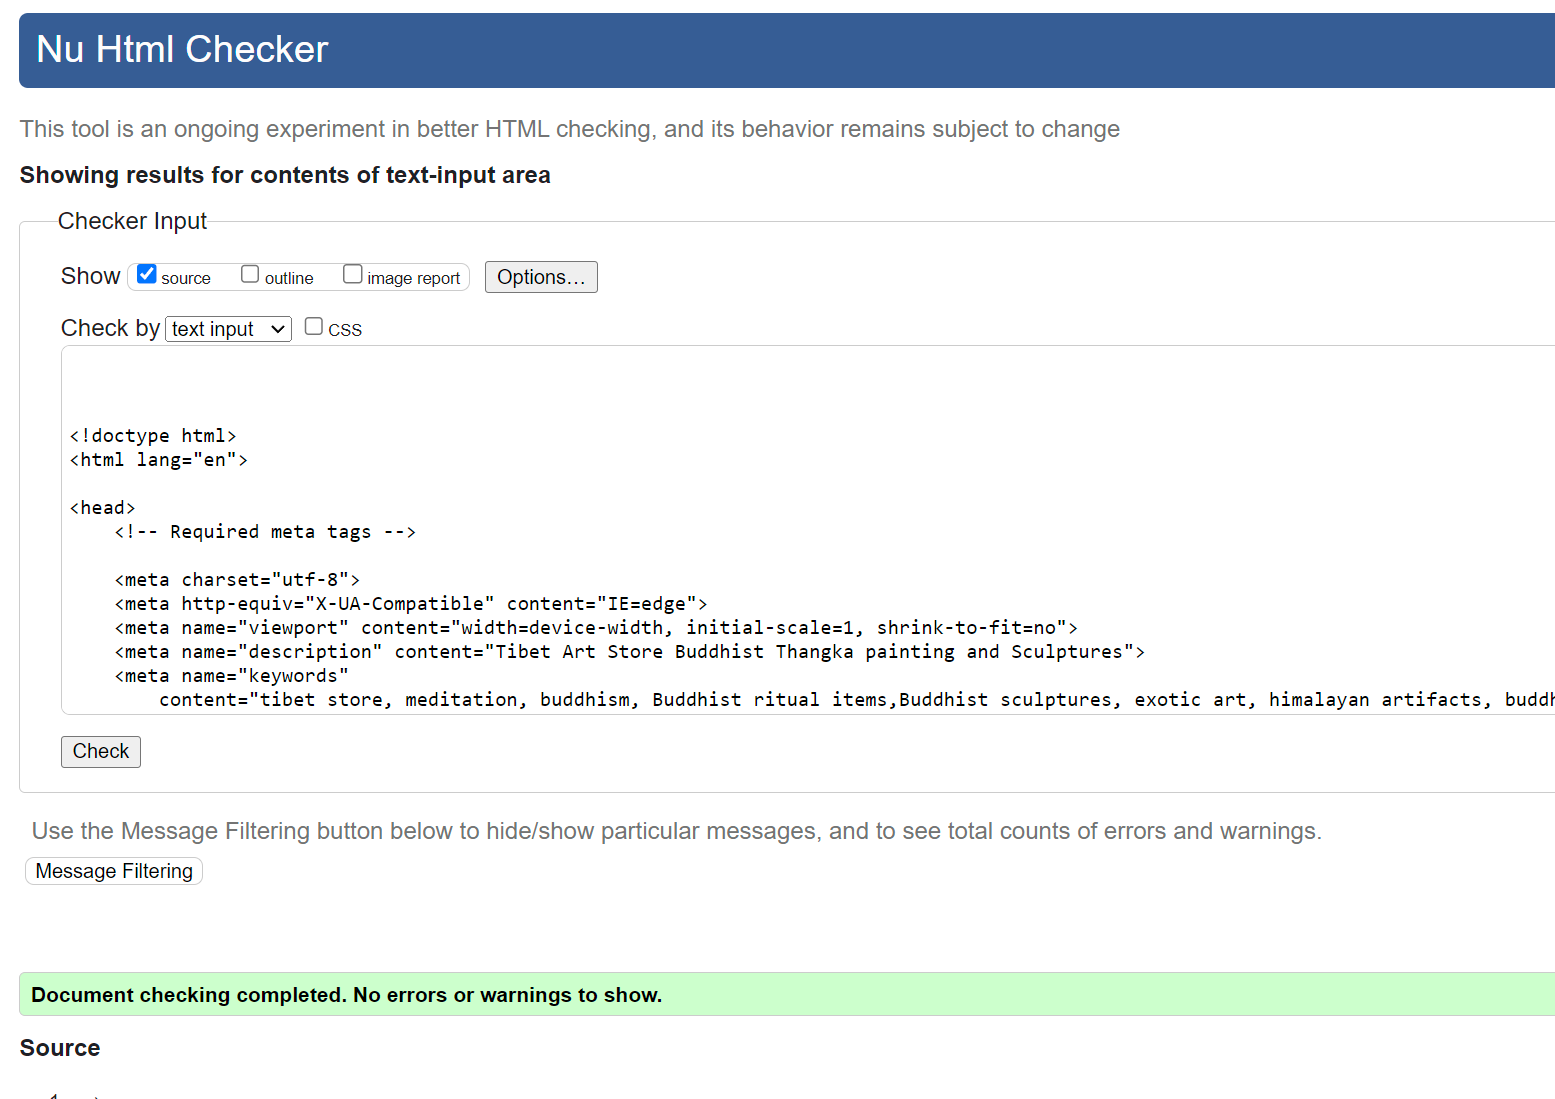 Nu Html Checker
This tool is an ongoing experiment in better HTML checking, and its behavior remains subject to change
Showing results for contents of text-input area
Checker Input
Show source outline image report Options...
Check by text input CSS
<!doctype html>
<html lang="en">
<head>
<!-- Required meta tags -->
<meta charset="utf-8">
<meta http-equiv="X-UA-Compatible" content="IE=edge">
<meta name="viewport" content="width=device-width, initial-scale=1, shrink-to-fit=no">
<meta name="description" content="Tibet Art Store Buddhist Thangka painting and Sculptures">
<meta name="keywords"
content="tibet store, meditation, buddhism, Buddhist ritual items,Buddhist sculptures, exotic art, himalayan artifacts,
Check
Use the Message Filtering button below to hide/show particular messages, and to see total counts of errors and warnings.
Message Filtering
Document checking completed. No errors or warnings to show.
Source